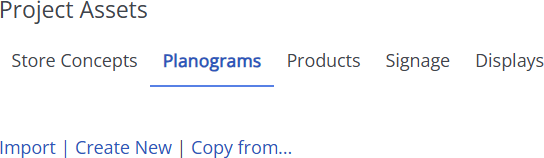 Project Assets
Store Concepts Planograms Products Signage Displays
Import | Create New | Copy from...